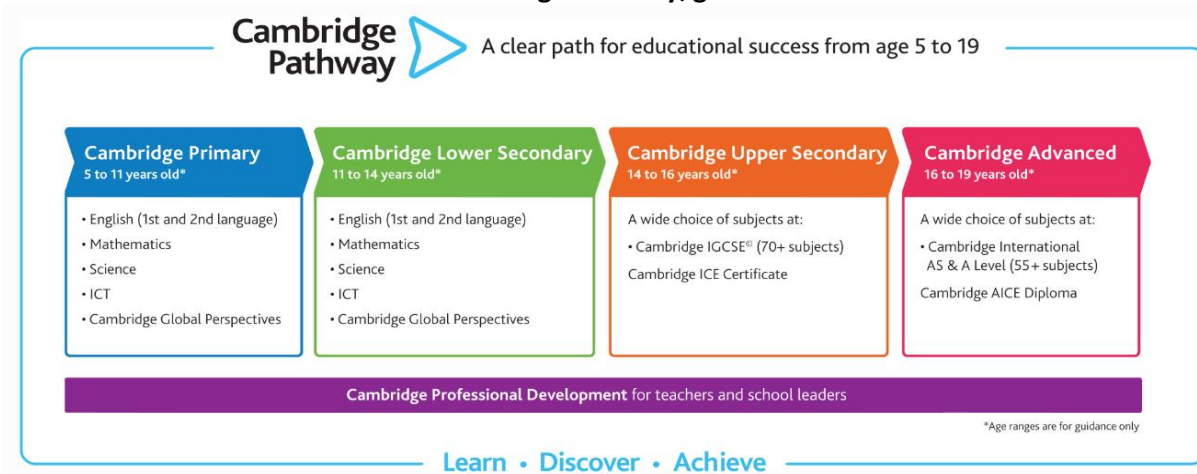 Cambridge
Pathway
A clear path for educational success from age 5 to 19
Cambridge Primary
5 to 11 years old*
• English (1st and 2nd language)
• Mathematics
• Science
• ICT
• Cambridge Global Perspectives
Cambridge Lower Secondary
11 to 14 years old*
• English (1st and 2nd language)
• Mathematics
• Science
• ICT
• Cambridge Global Perspectives
Cambridge Upper Secondary
14 to 16 years old*
A wide choice of subjects at:
• Cambridge IGCSE© (70+ subjects)
Cambridge ICE Certificate
Cambridge Advanced
16 to 19 years old*
A wide choice of subjects at:
• Cambridge International
AS & A Level (55+ subjects)
Cambridge AICE Diploma
Cambridge Professional Development for teachers and school leaders
*Age ranges are for guidance only
Learn • Discover • Achieve